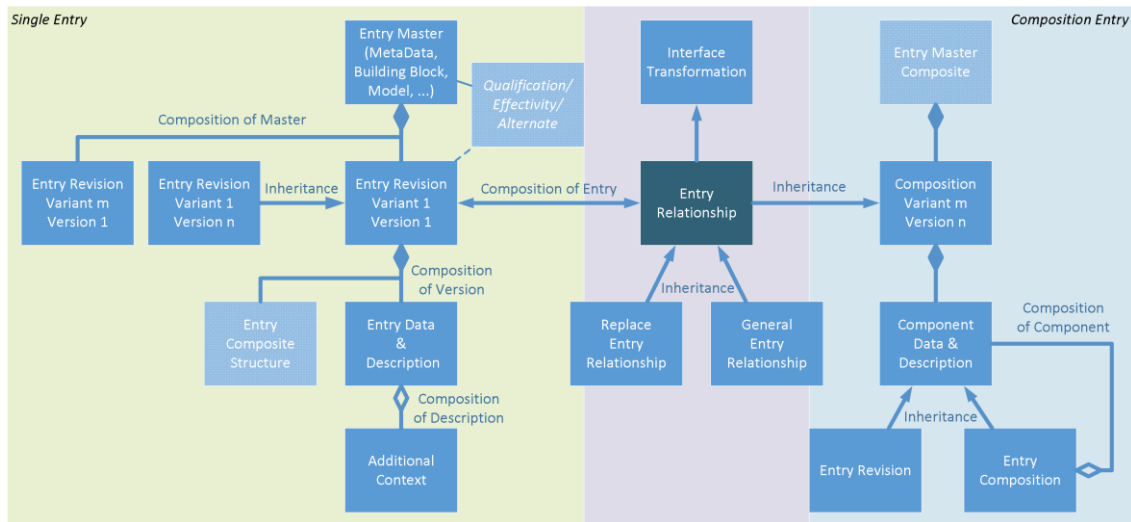 Single Entry
Composition Entry
Entry Master
(MetaData,
Building Block,
Model, ...)
Interface
Transformation
Entry Master
Composite
Qualification/
Effectivity/
Alternate
Composition of Master
Entry Revision
Variant m
Version 1
Entry Revision
Variant 1
Version n
Inheritance
Entry Revision
Variant 1
Version 1
Composition of Entry
Entry
Relationship
Inheritance
Composition
Variant m
Version n
Composition
of Version
Entry
Composite
Structure
Entry Data
&
Description
Inheritance
Replace
Entry
Relationship
General
Entry
Relationship
Component
Data &
Description
Composition
of Component
Composition
of Description
Additional
Context
Inheritance
Entry Revision
Entry
Composition